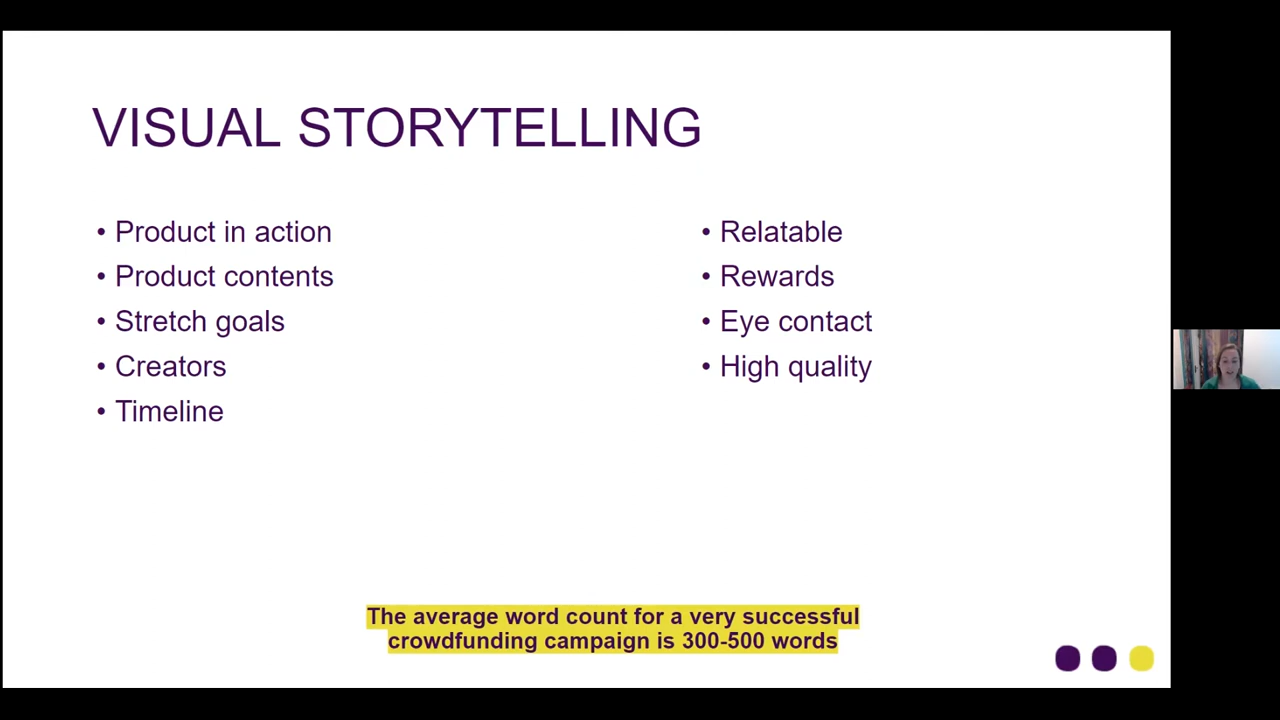 VISUAL STORYTELLING
• Product in action
• Product contents
• Stretch goals
• Creators
• Timeline
• Relatable
• Rewards
• Eye contact
• High quality
The average word count for a very successful
crowdfunding campaign is 300-500 words